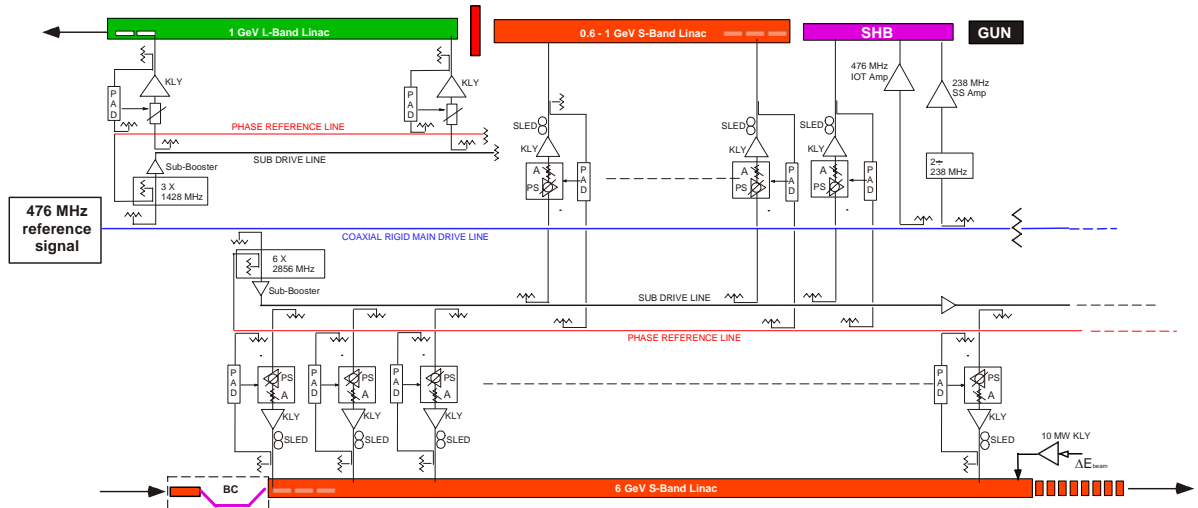 1 GeV L-Band Linac
0.6 - 1 GeV S-Band Linac
SHB
GUN
KLY
KLY
476 MHz
IOT Amp
238 MHz
SS Amp
PAD
PAD
PHASE REFERENCE LINE
SUB DRIVE LINE
Sub-Booster
3 X
1428 MHz
SLED
KLY
A
PS
PAD
SLED
KLY
A
PS
PAD
SLED
KLY
A
PS
PAD
2÷
238 MHz
476 MHz
reference
signal
COAXIAL RIGID MAIN DRIVE LINE
6 X
2856 MHz
Sub-Booster
SUB DRIVE LINE
PHASE REFERENCE LINE
PAD
PS
A
KLY
SLED
PAD
PS
A
KLY
SLED
PAD
PS
A
KLY
SLED
PAD
PS
A
KLY
SLED
10 MW KLY
ΔEbeam
BC
6 GeV S-Band Linac